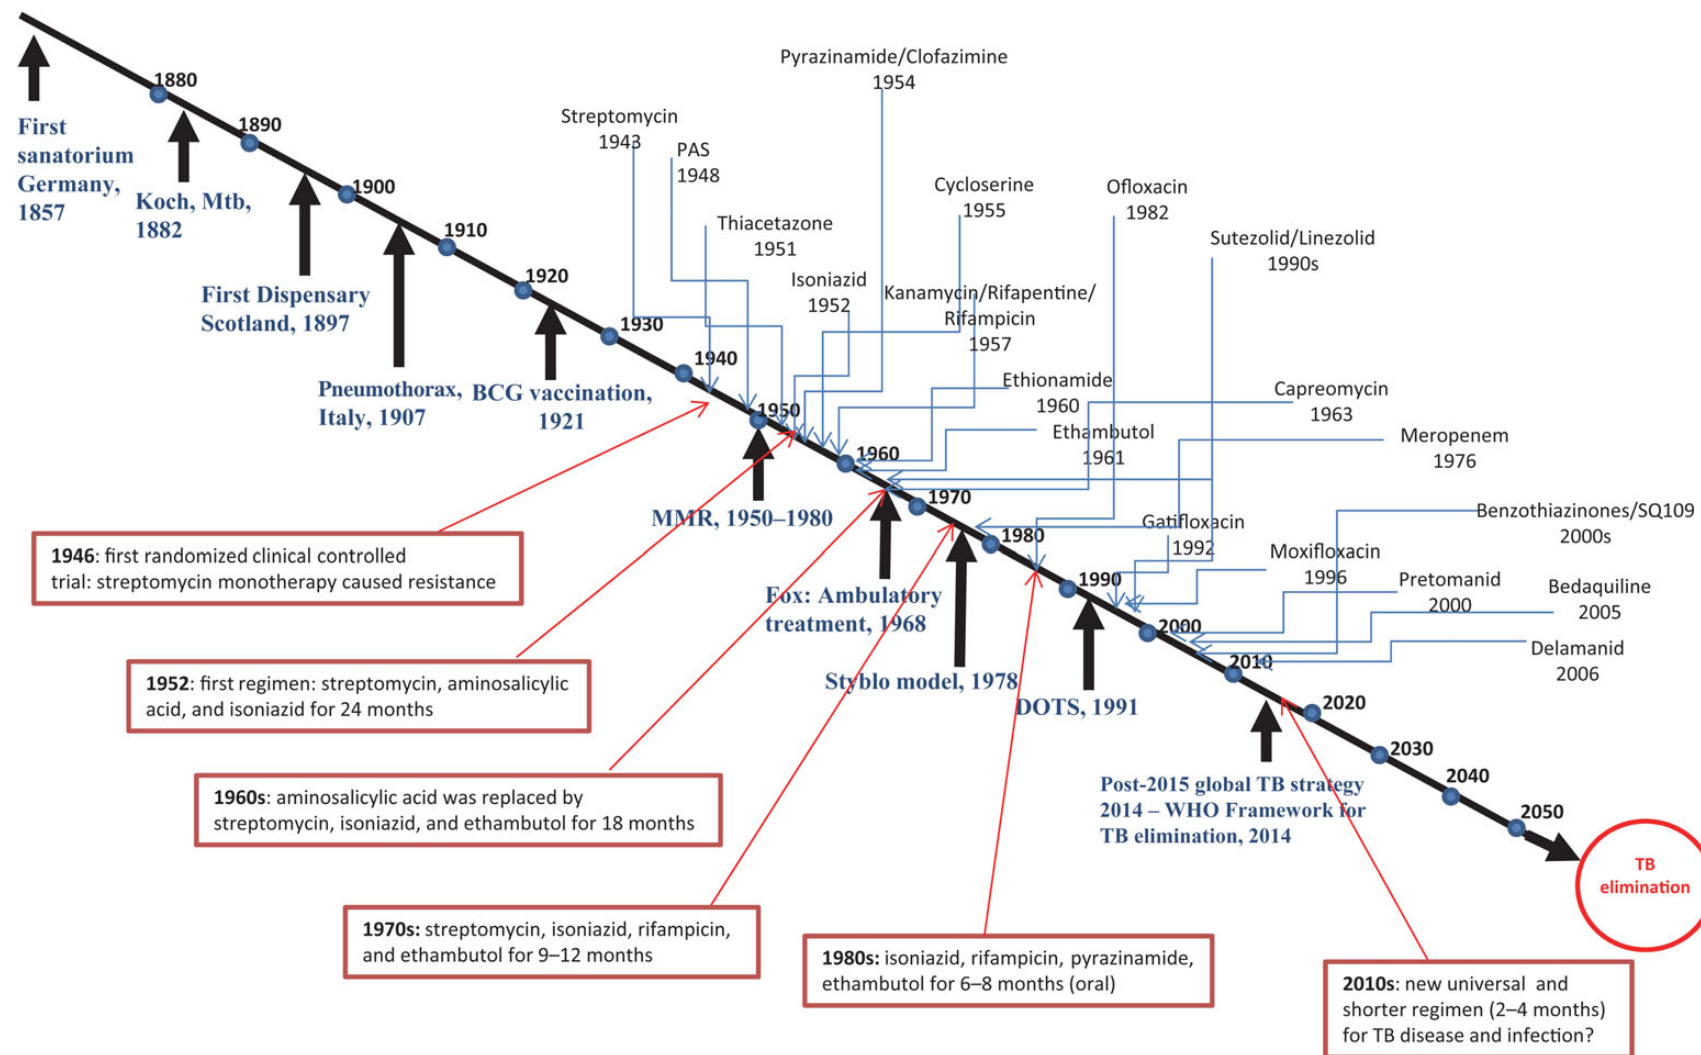 1880
1890
1900
1910
1920
1930
1940
1950
1960
1970
1980
1990
2000
2010
2020
2030
2040
2050
TB
elimination
First
sanatorium
Germany,
1857
Koch, Mtb,
1882
First Dispensary
Scotland, 1897
Pneumothorax,
Italy, 1907
BCG vaccination,
1921
MMR, 1950–1980
Fox: Ambulatory
treatment, 1968
Styblo model, 1978
DOTS, 1991
Post-2015 global TB strategy
2014 – WHO Framework for
TB elimination, 2014
Streptomycin
1943
PAS
1948
Thiacetazone
1951
Isoniazid
1952
Pyrazinamide/Clofazimine
1954
Cycloserine
1955
Kanamycin/Rifapentine/
Rifampicin
1957
Ethionamide
1960
Ethambutol
1961
Capreomycin
1963
Meropenem
1976
Ofloxacin
1982
Sutezolid/Linezolid
1990s
Gatifloxacin
1992
Moxifloxacin
1996
Pretomanid
2000
Benzothiazinones/SQ109
2000s
Bedaquiline
2005
Delamanid
2006
1946: first randomized clinical controlled
trial: streptomycin monotherapy caused resistance
1952: first regimen: streptomycin, aminosalicylic
acid, and isoniazid for 24 months
1960s: aminosalicylic acid was replaced by
streptomycin, isoniazid, and ethambutol for 18 months
1970s: streptomycin, isoniazid, rifampicin,
and ethambutol for 9–12 months
1980s: isoniazid, rifampicin, pyrazinamide,
ethambutol for 6–8 months (oral)
2010s: new universal and
shorter regimen (2–4 months)
for TB disease and infection?